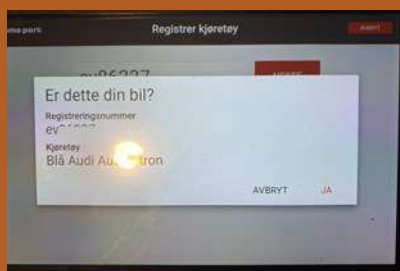 Registrer kjøretøy
AVBRYT
Er dette din bil?
Registreringsnummer
Kjøretøy
Blå Audi
AVBRYT JA